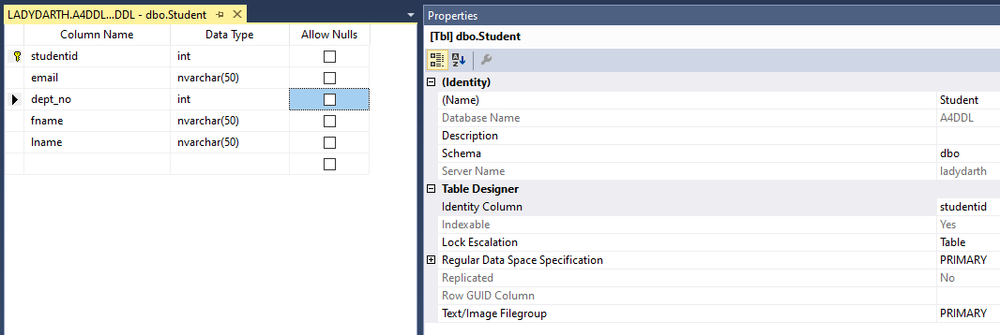 LADYDARTH.A4DDL...DDL - dbo.Student
Column Name Data Type Allow Nulls
studentid int
email nvarchar(50)
dept_no int
fname nvarchar(50)
lname nvarchar(50)
Properties
[Tbl] dbo.Student
(Identity)
(Name) Student
Database Name A4DDL
Description
Schema dbo
Server Name ladydarth
Table Designer
Identity Column studentid
Indexable Yes
Lock Escalation Table
Regular Data Space Specification PRIMARY
Replicated No
Row GUID Column
Text/Image Filegroup PRIMARY